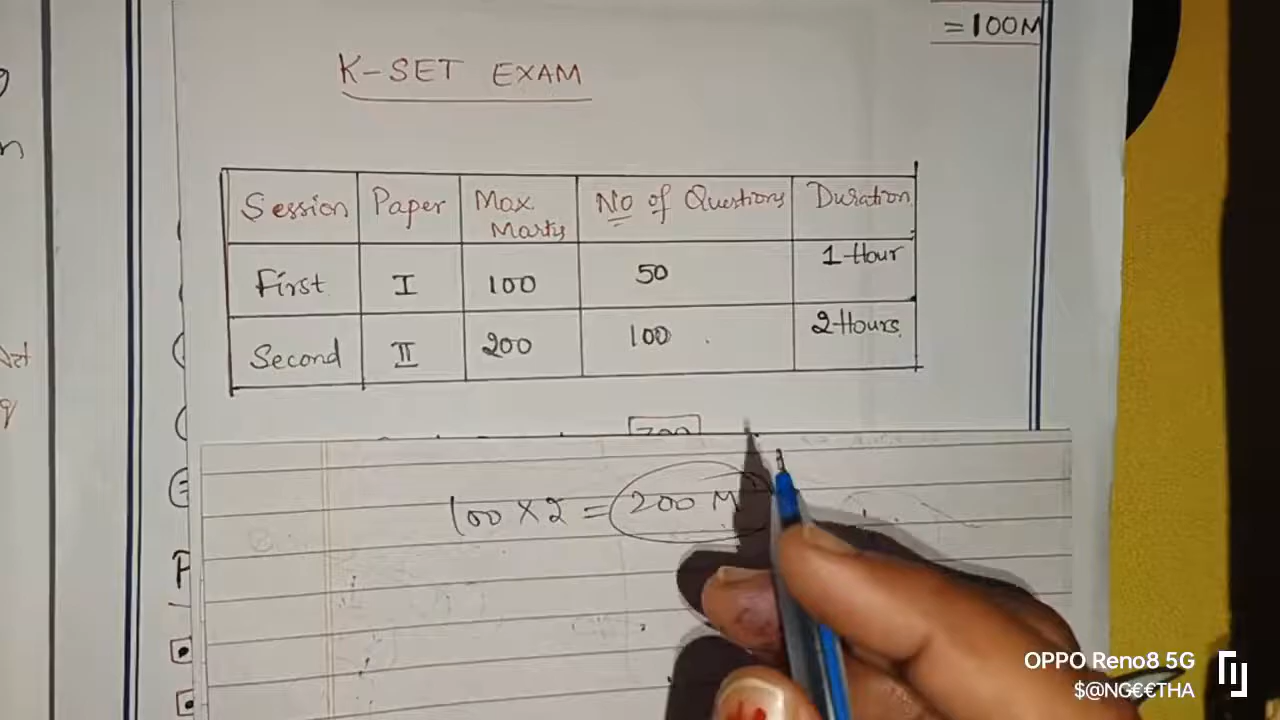 = 100M
K-SET EXAM
Session Paper Max. Marks No of Questions Duration
First I 100 50 1-Hour
Second II 200 100 2-Hours.
100 x 2 = 200 M
OPPO Reno8 5G
$@NG€€THA